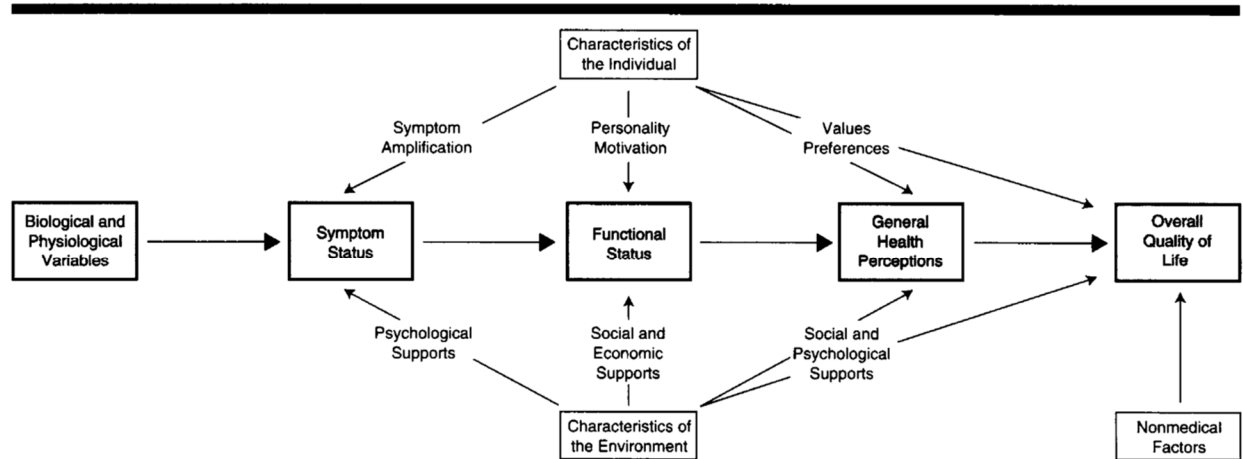 Characteristics of
the Individual
Symptom
Amplification
Personality
Motivation
Values
Preferences
Biological and
Physiological
Variables
Symptom
Status
Functional
Status
General
Health
Perceptions
Overall
Quality of
Life
Psychological
Supports
Social and
Economic
Supports
Social and
Psychological
Supports
Characteristics of
the Environment
Nonmedical
Factors